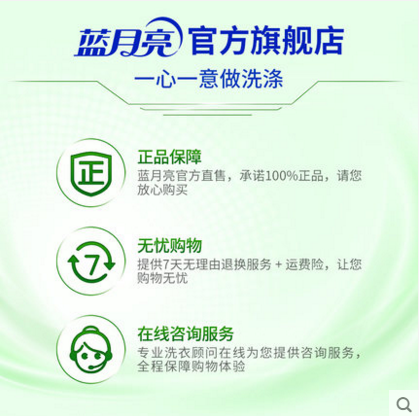 蓝月亮官方旗舰店
一心一意做洗涤
正
正品保障
蓝月亮官方直售，承诺100%正品，请您
放心购买
7
无忧购物
提供7天无理由退换服务 + 运费险，让您
购物无忧
在线咨询服务
专业洗衣顾问在线为您提供咨询服务，
全程保障购物体验